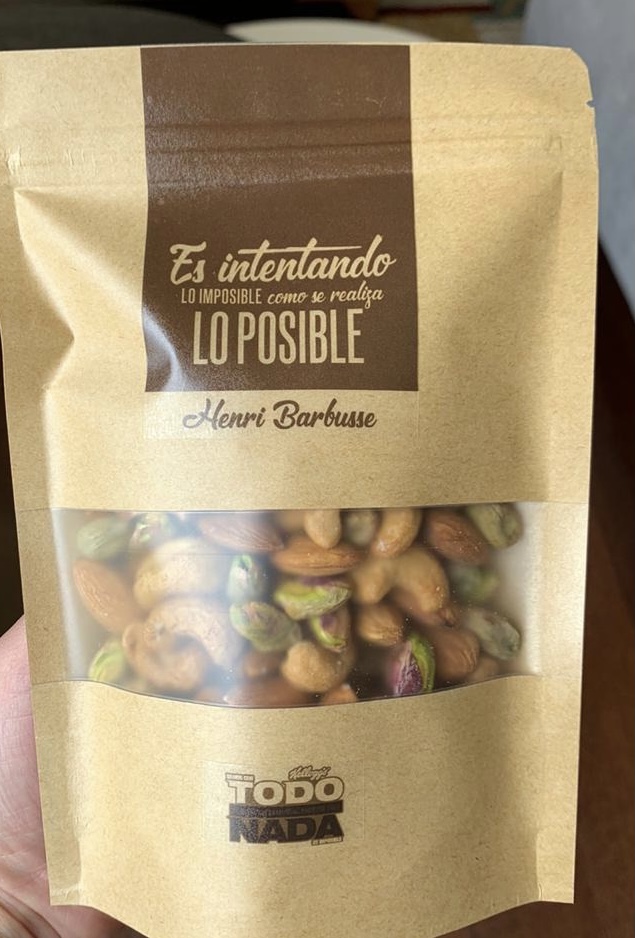 Es intentando
LO IMPOSIBLE como se realiza
LO POSIBLE
Henri Barbusse
Kellogg's
TODO
NADA